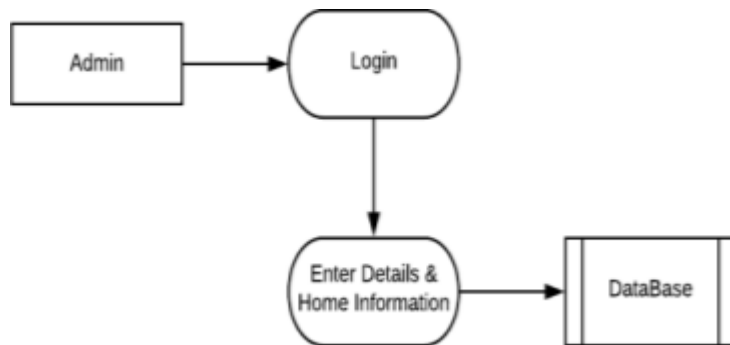 Admin
Login
Enter Details &
Home Information
DataBase